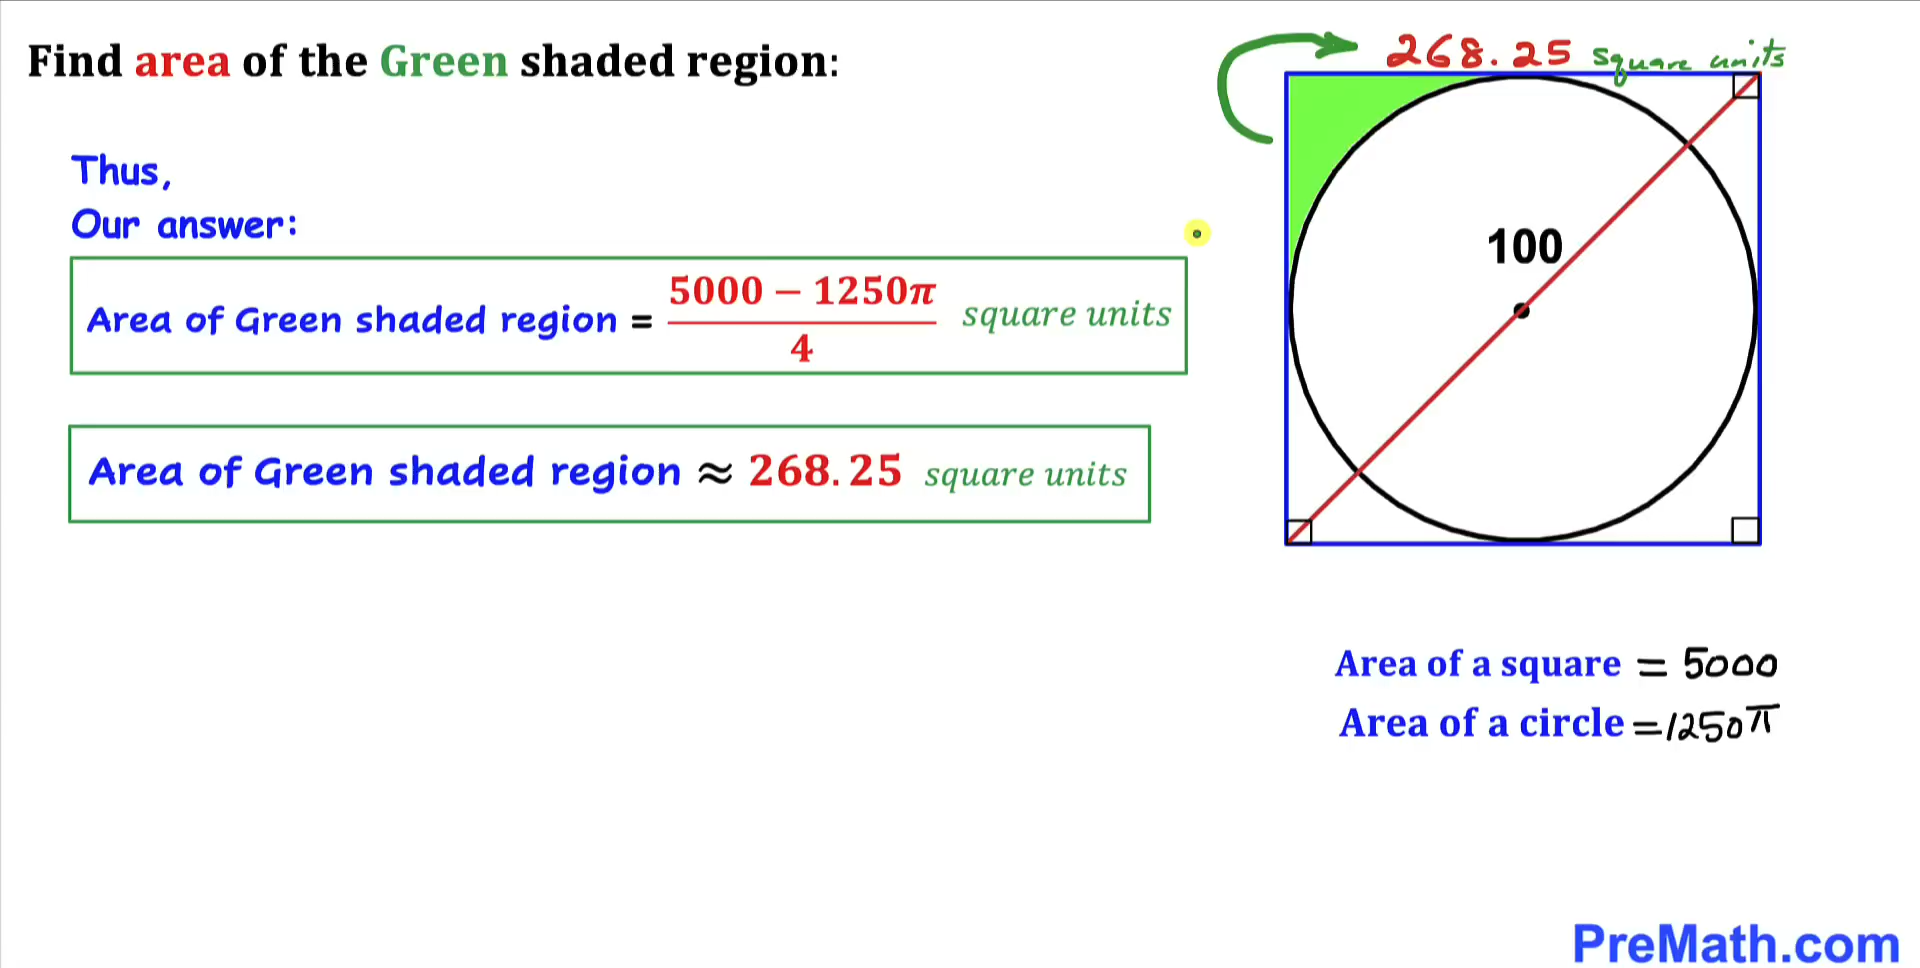 Find area of the Green shaded region:
268.25 square units
Thus,
Our answer:
Area of Green shaded region = \frac{5000 − 1250π}{4} square units
100
Area of Green shaded region ≈ 268.25 square units
Area of a square = 5000
Area of a circle = 1250π
PreMath.com